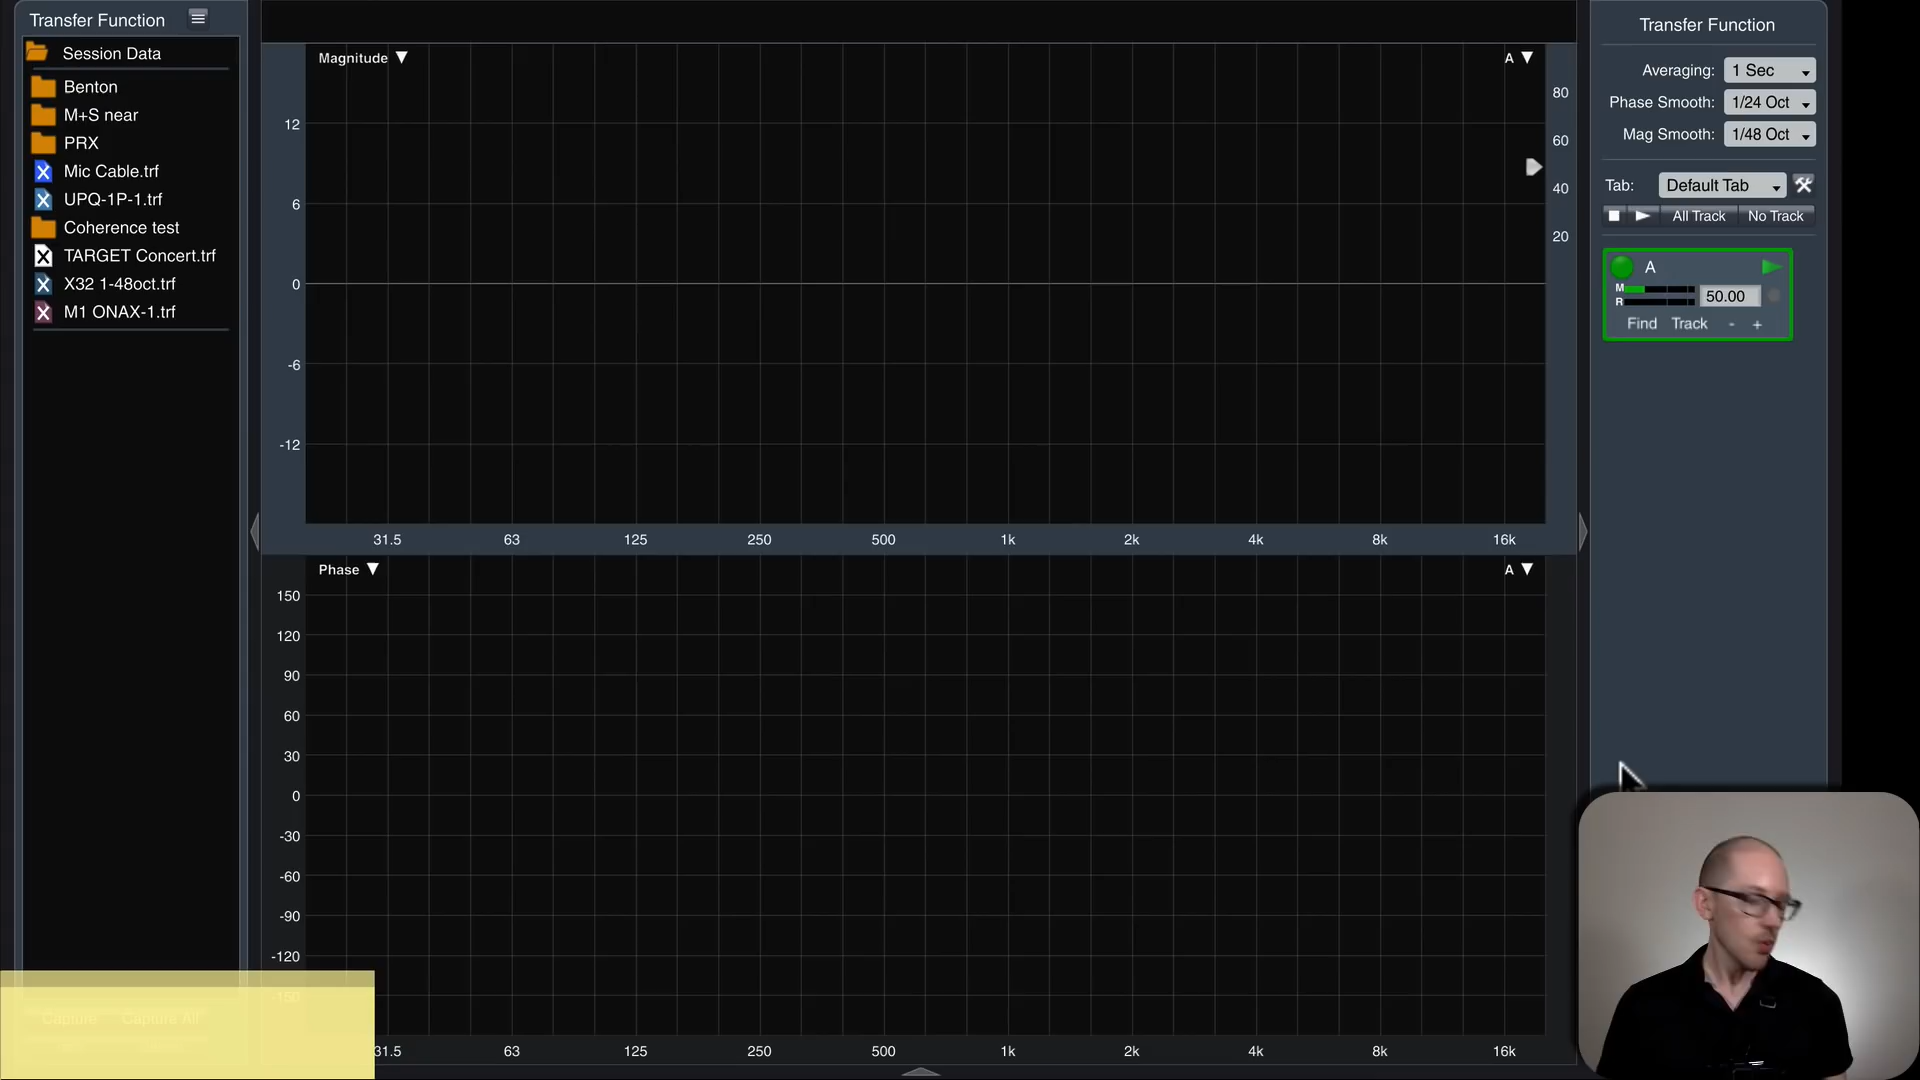 Transfer Function
Session Data
Benton
M+S near
PRX
Mic Cable.trf
UPQ-1P-1.trf
Coherence test
TARGET Concert.trf
X32 1-48oct.trf
M1 ONAX-1.trf
Capture Capture All
Magnitude A
12
6
0
-6
-12
80
60
40
20
31.5 63 125 250 500 1k 2k 4k 8k 16k
Phase A
150
120
90
60
30
0
-30
-60
-90
-120
-150
31.5 63 125 250 500 1k 2k 4k 8k 16k
Transfer Function
Averaging: 1 Sec
Phase Smooth: 1/24 Oct
Mag Smooth: 1/48 Oct
Tab: Default Tab
All Track No Track
A
M
R
50.00
Find Track - +